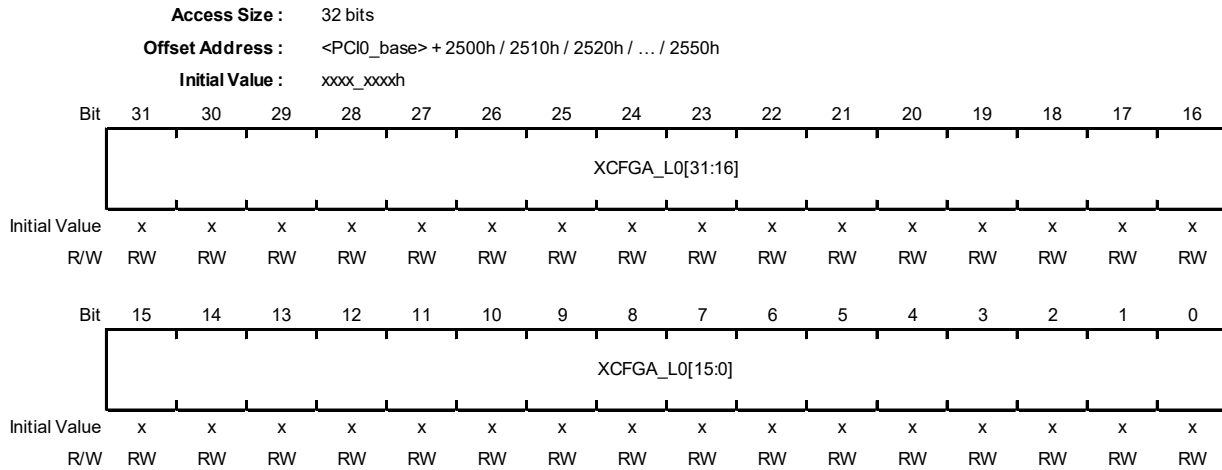 Access Size : 32 bits
Offset Address : <PCI0_base> + 2500h / 2510h / 2520h / … / 2550h
Initial Value : xxxx_xxxxh
Bit 31 30 29 28 27 26 25 24 23 22 21 20 19 18 17 16
XCFGA_L0[31:16]
Initial Value x x x x x x x x x x x x x x x x
R/W RW RW RW RW RW RW RW RW RW RW RW RW RW RW RW RW
Bit 15 14 13 12 11 10 9 8 7 6 5 4 3 2 1 0
XCFGA_L0[15:0]
Initial Value x x x x x x x x x x x x x x x x
R/W RW RW RW RW RW RW RW RW RW RW RW RW RW RW RW RW